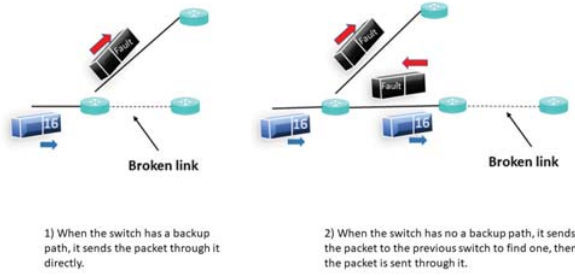 Fault
16
Broken link
1) When the switch has a backup
path, it sends the packet through it
directly.
Fault
Fault
16
16
Broken link
2) When the switch has no a backup path, it sends
the packet to the previous switch to find one, then
the packet is sent through it.